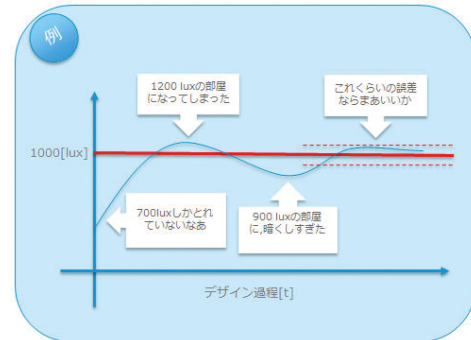 例
1200 luxの部屋
になってしまった
これくらいの誤差
ならまあいいか
1000[lux]
700luxしかとれ
ていないなあ
900 luxの部屋
に,暗くしすぎた
デザイン過程[t]